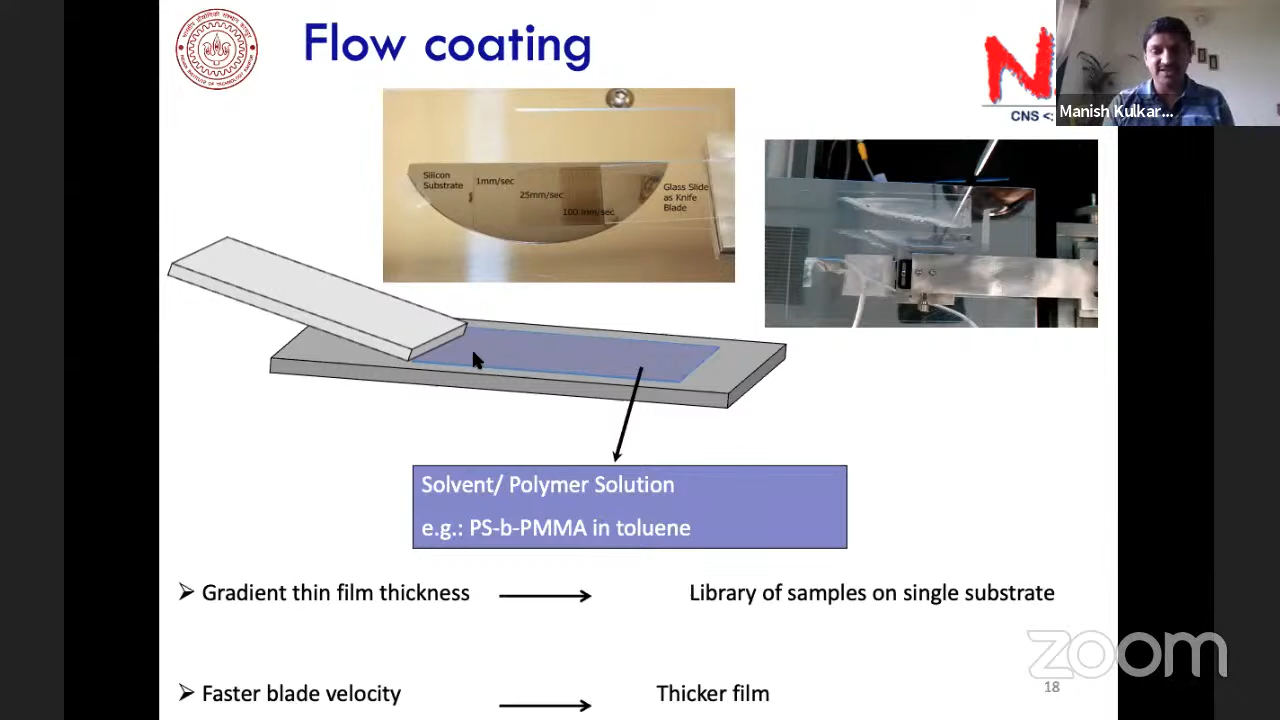 Flow coating
CNS <:
Manish Kulkar...
Silicon
Substrate
1mm/sec
25mm/sec
100 mm/sec
Glass Slide
as Knife
Blade
Solvent/ Polymer Solution
e.g.: PS-b-PMMA in toluene
➢ Gradient thin film thickness
Library of samples on single substrate
➢ Faster blade velocity
Thicker film
zoom
18